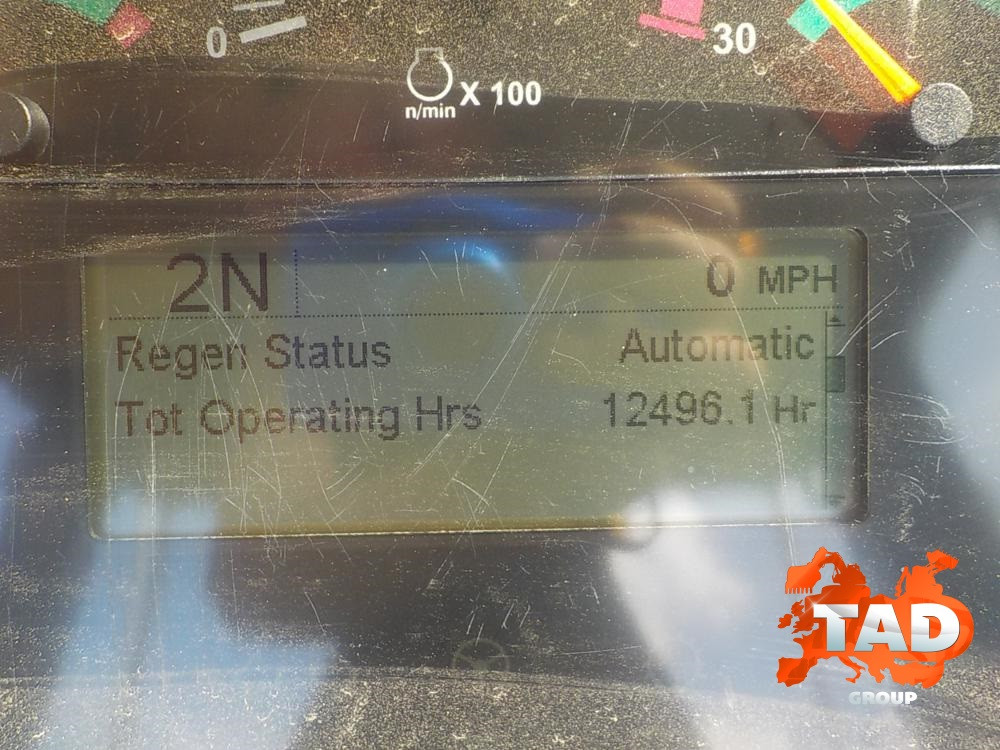 0
30
n/min X 100
2N 0 MPH
Regen Status Automatic
Tot Operating Hrs 12496.1 Hr
TAD
GROUP